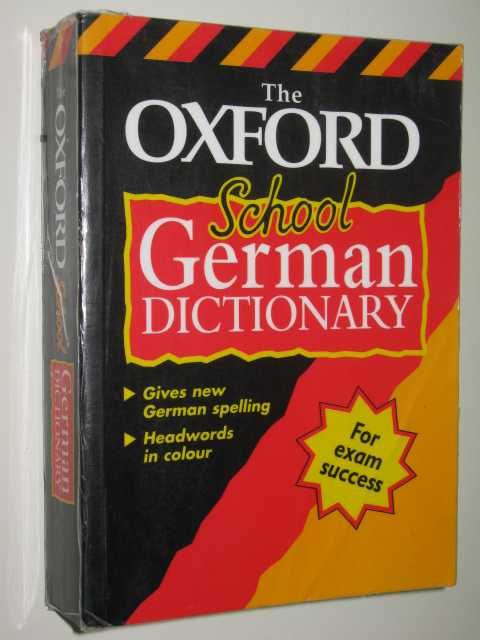 The
OXFORD
School
German
DICTIONARY
Gives new
German spelling
Headwords
in colour
For
exam
success
The OXFORD School German DICTIONARY